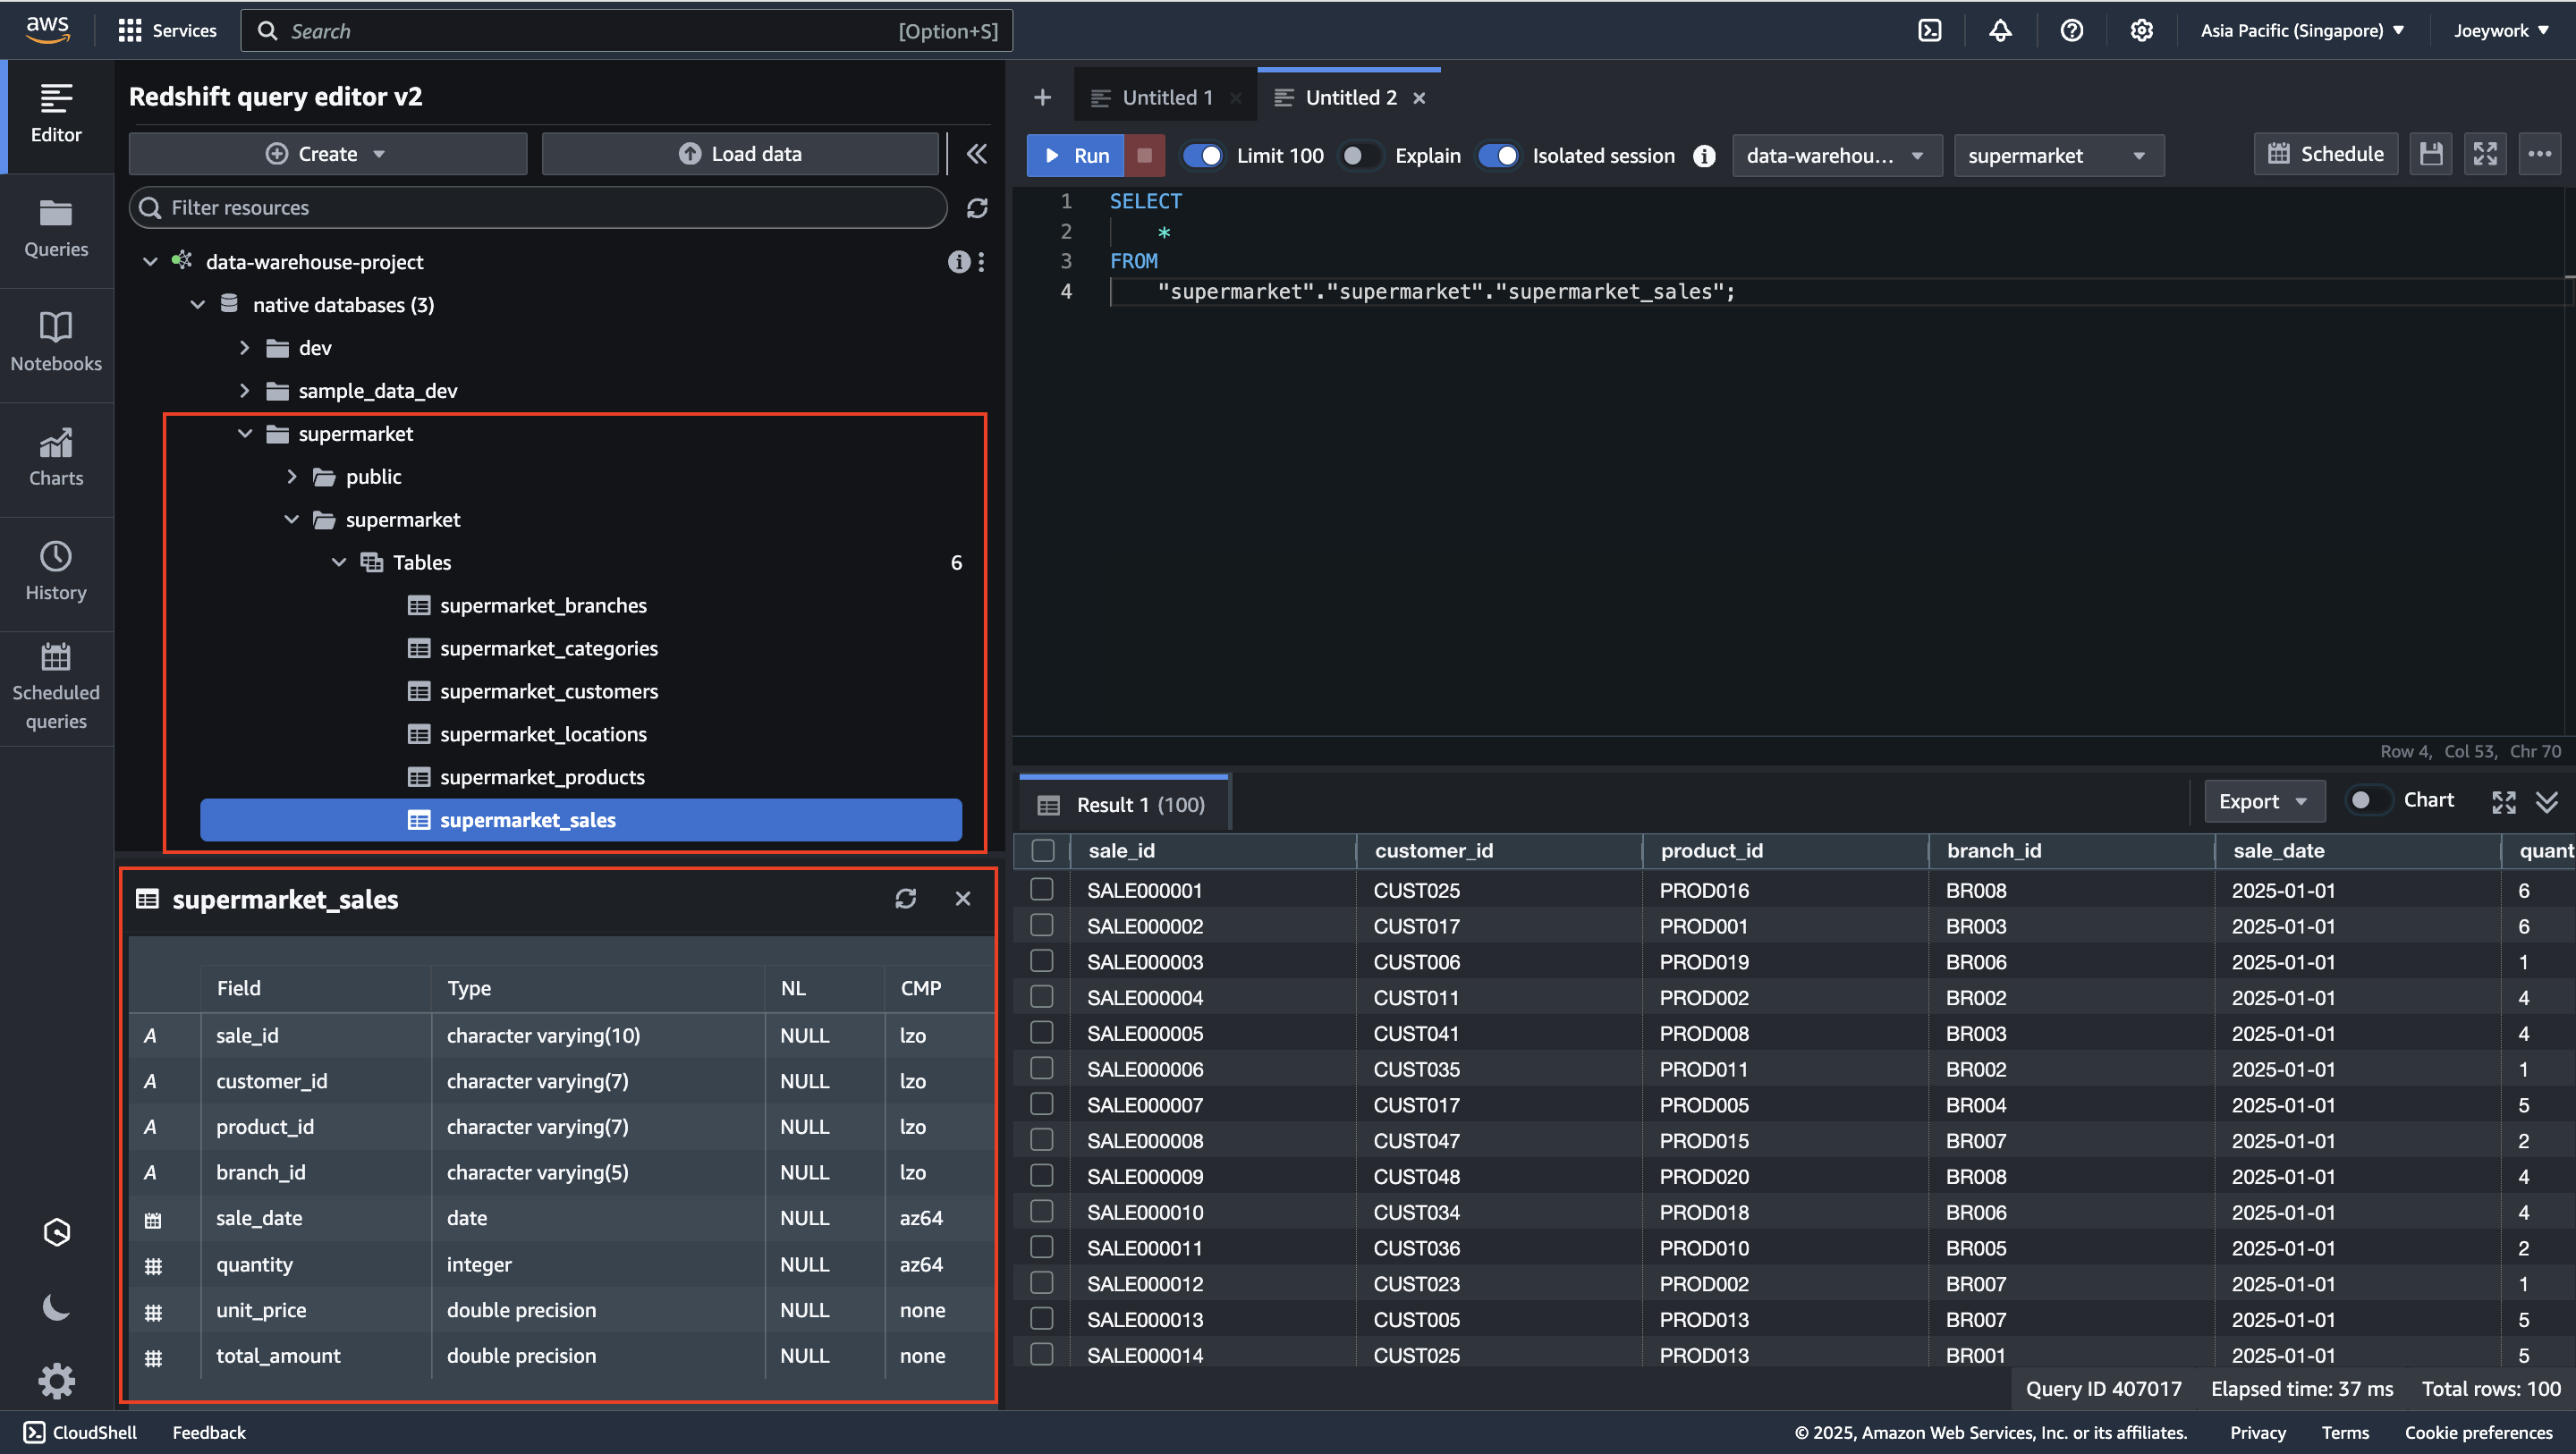 aws
Services
Search
[Option+S]
Asia Pacific (Singapore)
Joeywork
Editor
Queries
Notebooks
Charts
History
Scheduled
queries
Redshift query editor v2
Create
Load data
Filter resources
data-warehouse-project
native databases (3)
dev
sample_data_dev
supermarket
public
supermarket
Tables 6
supermarket_branches
supermarket_categories
supermarket_customers
supermarket_locations
supermarket_products
supermarket_sales
supermarket_sales
Field Type NL CMP
A sale_id character varying(10) NULL lzo
A customer_id character varying(7) NULL lzo
A product_id character varying(7) NULL lzo
A branch_id character varying(5) NULL lzo
sale_date date NULL az64
quantity integer NULL az64
unit_price double precision NULL none
total_amount double precision NULL none
Untitled 1
Untitled 2
Run
Limit 100
Explain
Isolated session
data-warehou...
supermarket
Schedule
1 SELECT
2 *
3 FROM
4 "supermarket"."supermarket"."supermarket_sales";
Row 4, Col 53, Chr 70
Result 1 (100)
Export
Chart
sale_id customer_id product_id branch_id sale_date quant
SALE000001 CUST025 PROD016 BR008 2025-01-01 6
SALE000002 CUST017 PROD001 BR003 2025-01-01 6
SALE000003 CUST006 PROD019 BR006 2025-01-01 1
SALE000004 CUST011 PROD002 BR002 2025-01-01 4
SALE000005 CUST041 PROD008 BR003 2025-01-01 4
SALE000006 CUST035 PROD011 BR002 2025-01-01 1
SALE000007 CUST017 PROD005 BR004 2025-01-01 5
SALE000008 CUST047 PROD015 BR007 2025-01-01 2
SALE000009 CUST048 PROD020 BR008 2025-01-01 4
SALE000010 CUST034 PROD018 BR006 2025-01-01 4
SALE000011 CUST036 PROD010 BR005 2025-01-01 2
SALE000012 CUST023 PROD002 BR007 2025-01-01 1
SALE000013 CUST005 PROD013 BR007 2025-01-01 5
SALE000014 CUST025 PROD013 BR001 2025-01-01 5
Query ID 407017 Elapsed time: 37 ms Total rows: 100
CloudShell
Feedback
© 2025, Amazon Web Services, Inc. or its affiliates.
Privacy
Terms
Cookie preferences